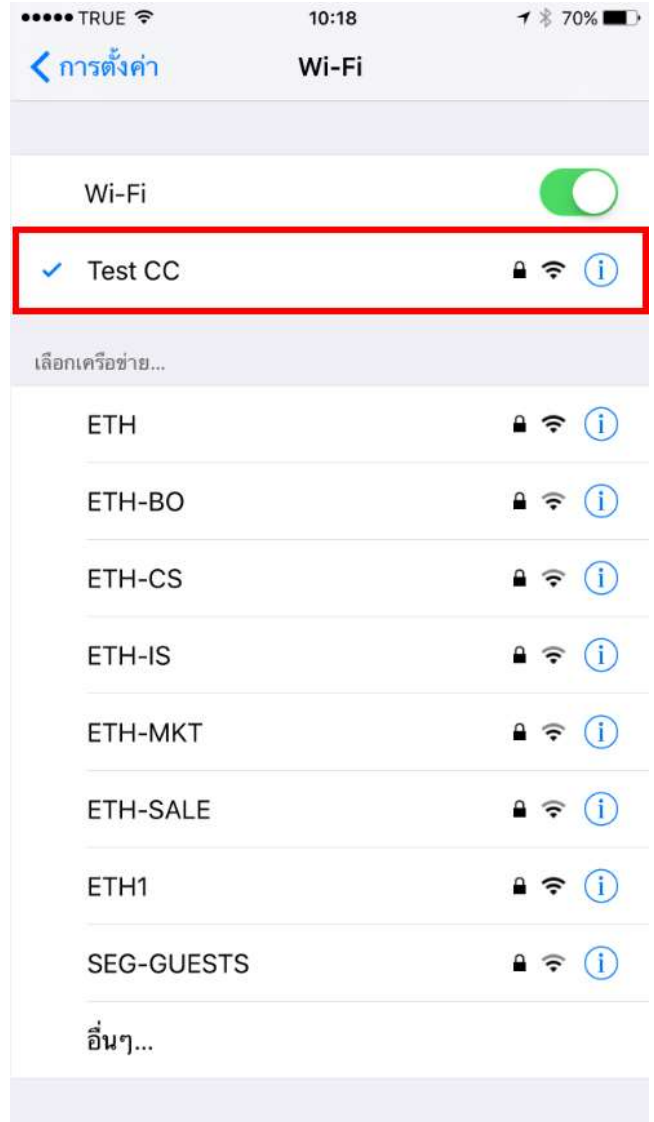 TRUE 10:18 70%
การตั้งค่า Wi-Fi
Wi-Fi
Test CC
เลือกเครือข่าย...
ETH
ETH-BO
ETH-CS
ETH-IS
ETH-MKT
ETH-SALE
ETH1
SEG-GUESTS
อื่นๆ...